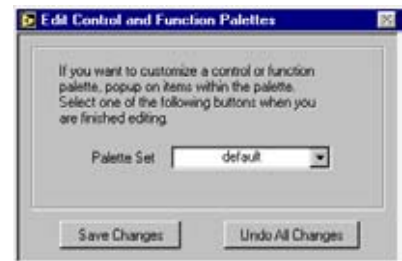 Edit Control and Function Palettes
If you want to customize a control or function
palette, popup on items within the palette.
Select one of the following buttons when you
are finished editing.
Palette Set default
Save Changes Undo All Changes